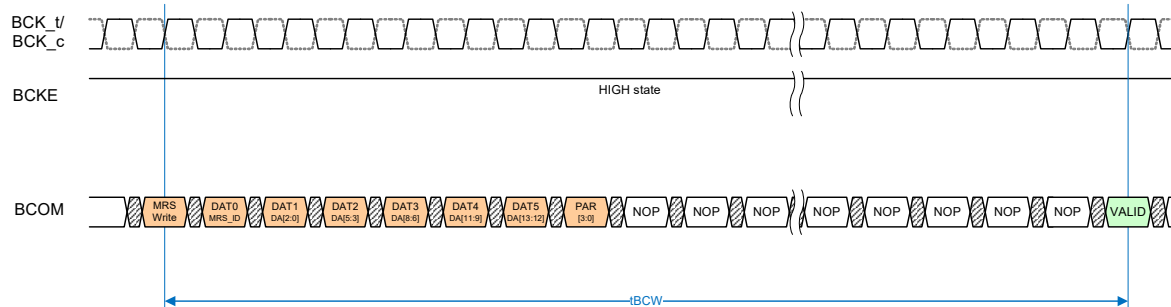 BCK_t/
BCK_c
BCKE
HIGH state
BCOM
MRS Write
DAT0 MRS_ID
DAT1 DA[2:0]
DAT2 DA[5:3]
DAT3 DA[8:6]
DAT4 DA[11:9]
DAT5 DA[13:12]
PAR [3:0]
NOP
NOP
NOP
NOP
NOP
NOP
NOP
NOP
VALID
tBCW